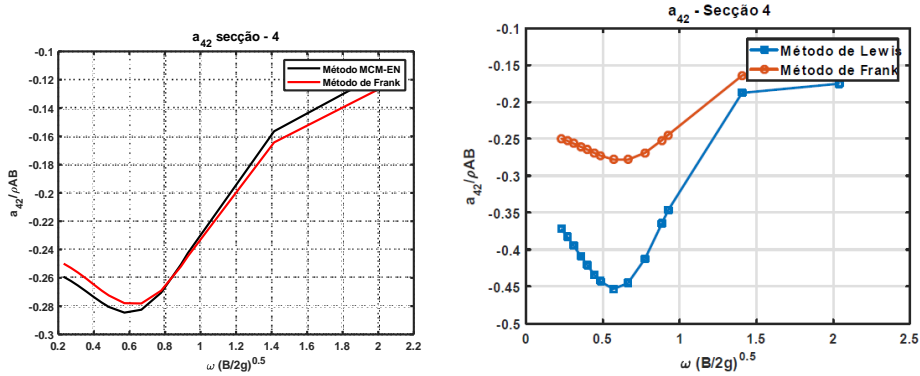 a42 secção - 4
-0.1
-0.12
-0.14
-0.16
-0.18
-0.2
-0.22
-0.24
-0.26
-0.28
-0.3
a42/ρAB
Método MCM-EN
Método de Frank
0.2 0.4 0.6 0.8 1 1.2 1.4 1.6 1.8 2 2.2
ω (B/2g)^0.5
a42 - Secção 4
-0.1
-0.15
-0.2
-0.25
-0.3
-0.35
-0.4
-0.45
-0.5
a42/ρAB
Método de Lewis
Método de Frank
0 0.5 1 1.5 2 2.5
ω (B/2g)^0.5